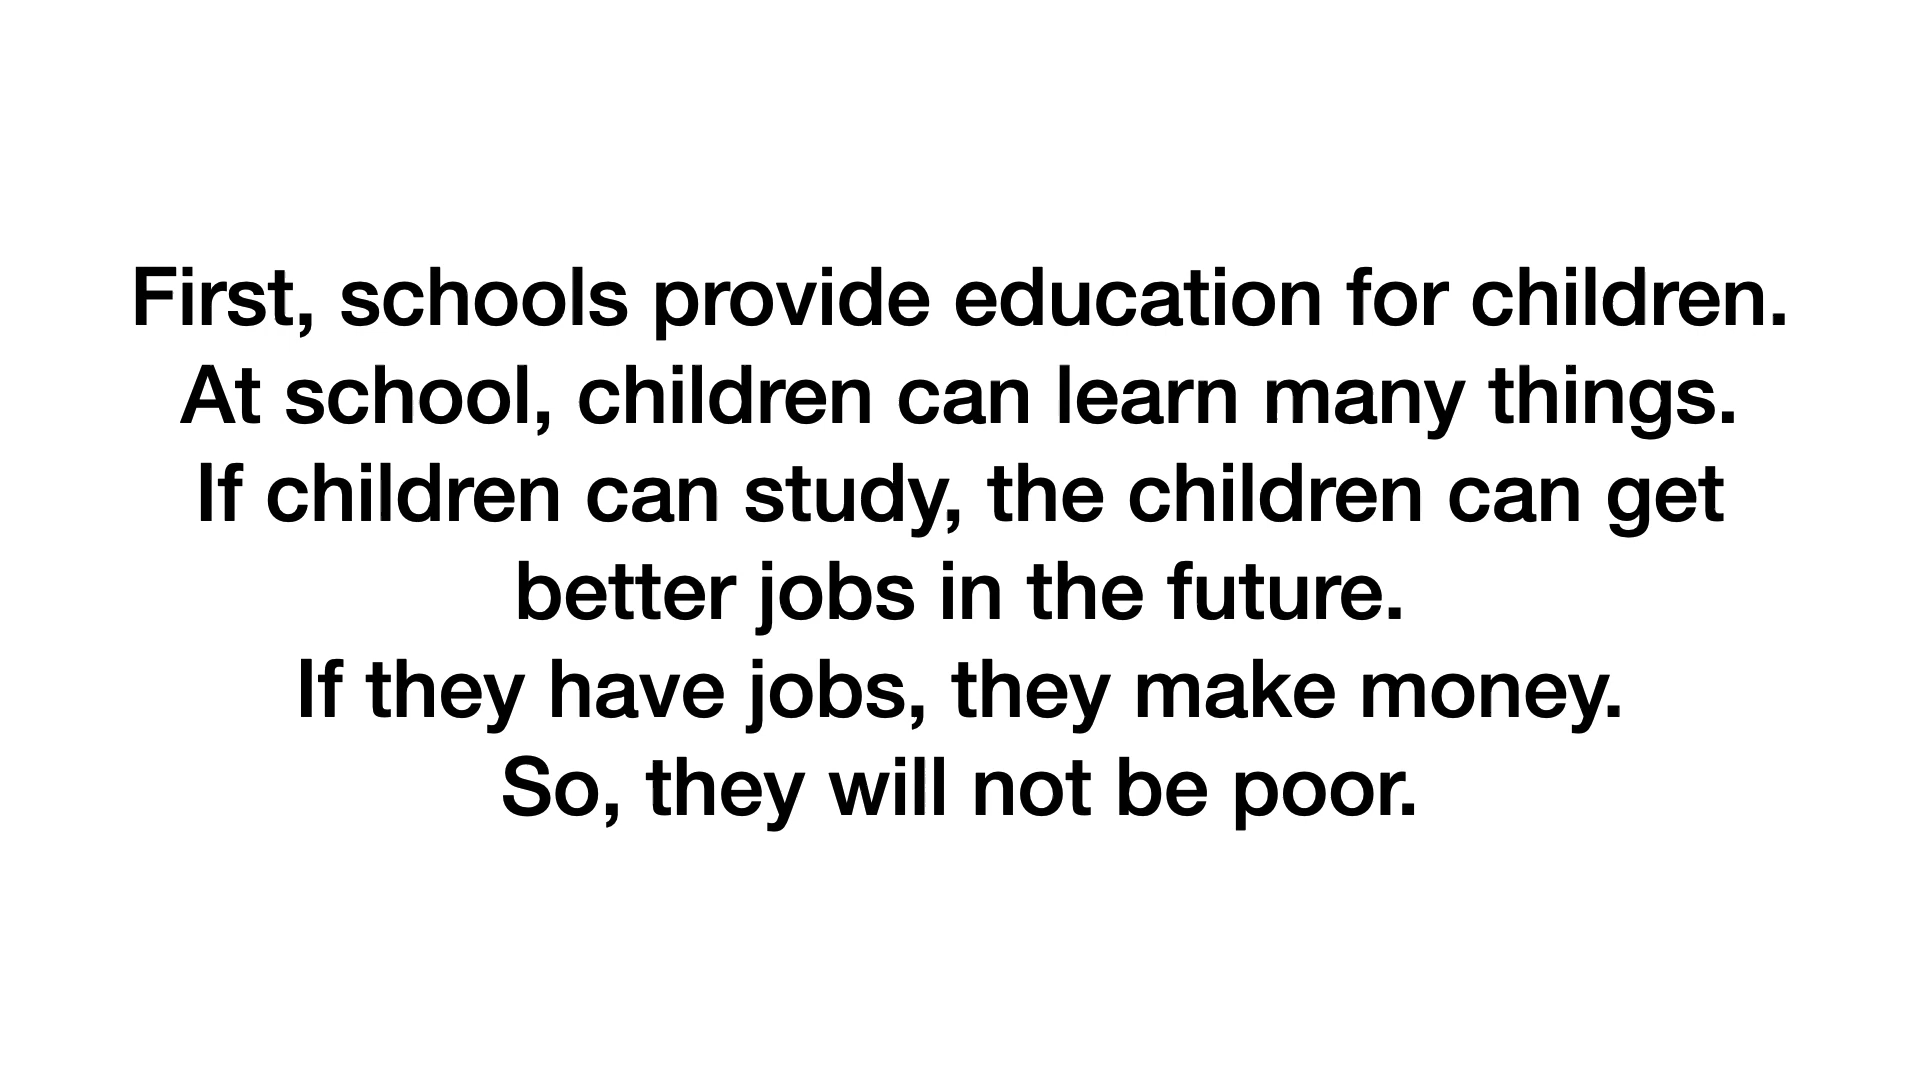 First, schools provide education for children.
At school, children can learn many things.
If children can study, the children can get
better jobs in the future.
If they have jobs, they make money.
So, they will not be poor.